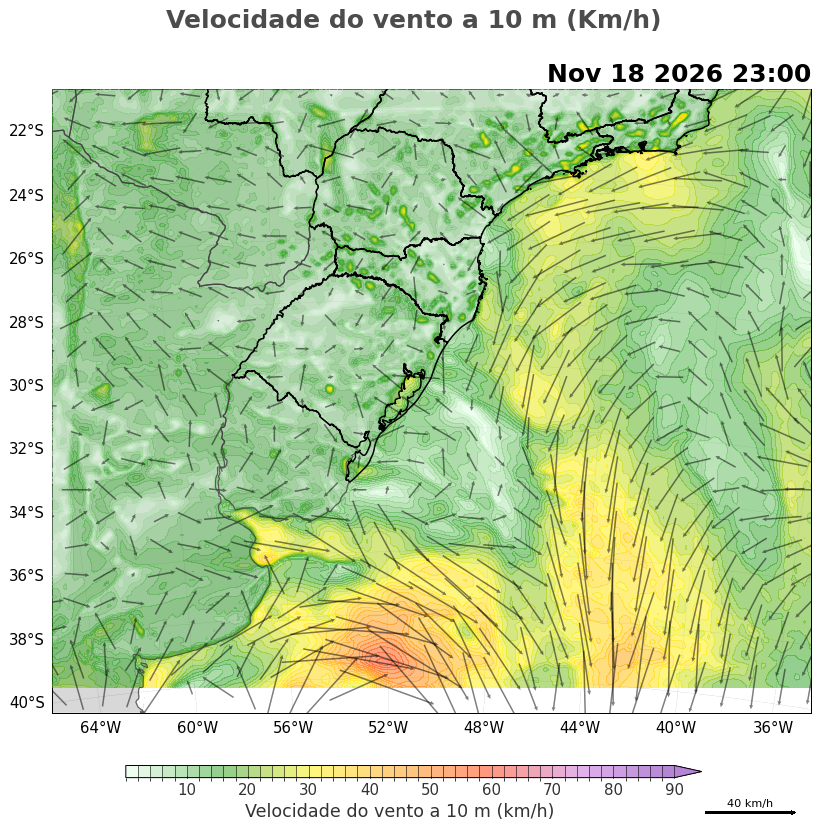 Velocidade do vento a 10 m (Km/h)
Nov 18 2026 23:00
22°S
24°S
26°S
28°S
30°S
32°S
34°S
36°S
38°S
40°S
64°W 60°W 56°W 52°W 48°W 44°W 40°W 36°W
10 20 30 40 50 60 70 80 90
Velocidade do vento a 10 m (km/h)
40 km/h